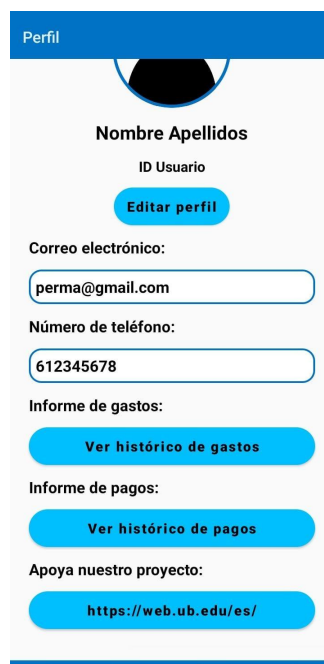 Perfil
Nombre Apellidos
ID Usuario
Editar perfil
Correo electrónico:
perma@gmail.com
Número de teléfono:
612345678
Informe de gastos:
Ver histórico de gastos
Informe de pagos:
Ver histórico de pagos
Apoya nuestro proyecto:
https://web.ub.edu/es/